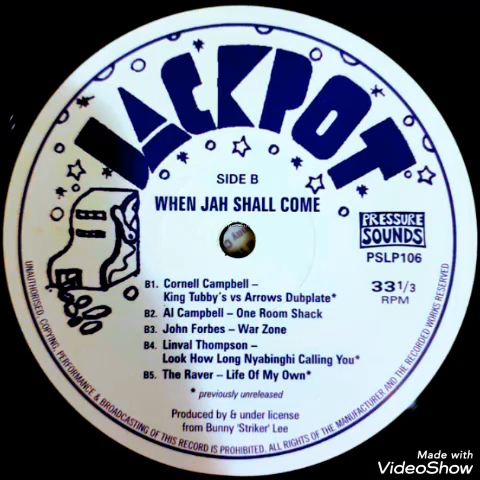 JACKPOT
SIDE B
WHEN JAH SHALL COME
PRESSURE
SOUNDS
PSLP106
33 1/3
RPM
B1. Cornell Campbell –
King Tubby's vs Arrows Dubplate*
B2. Al Campbell – One Room Shack
B3. John Forbes – War Zone
B4. Linval Thompson –
Look How Long Nyabinghi Calling You*
B5. The Raver – Life Of My Own*
* previously unreleased
Produced by & under license
from Bunny 'Striker' Lee
UNAUTHORISED, COPYING, PERFORMANCE & BROADCASTING OF THIS RECORD IS PROHIBITED. ALL RIGHTS OF THE MANUFACTURER AND THE RECORDED WORKS RESERVED
Made with
VideoShow